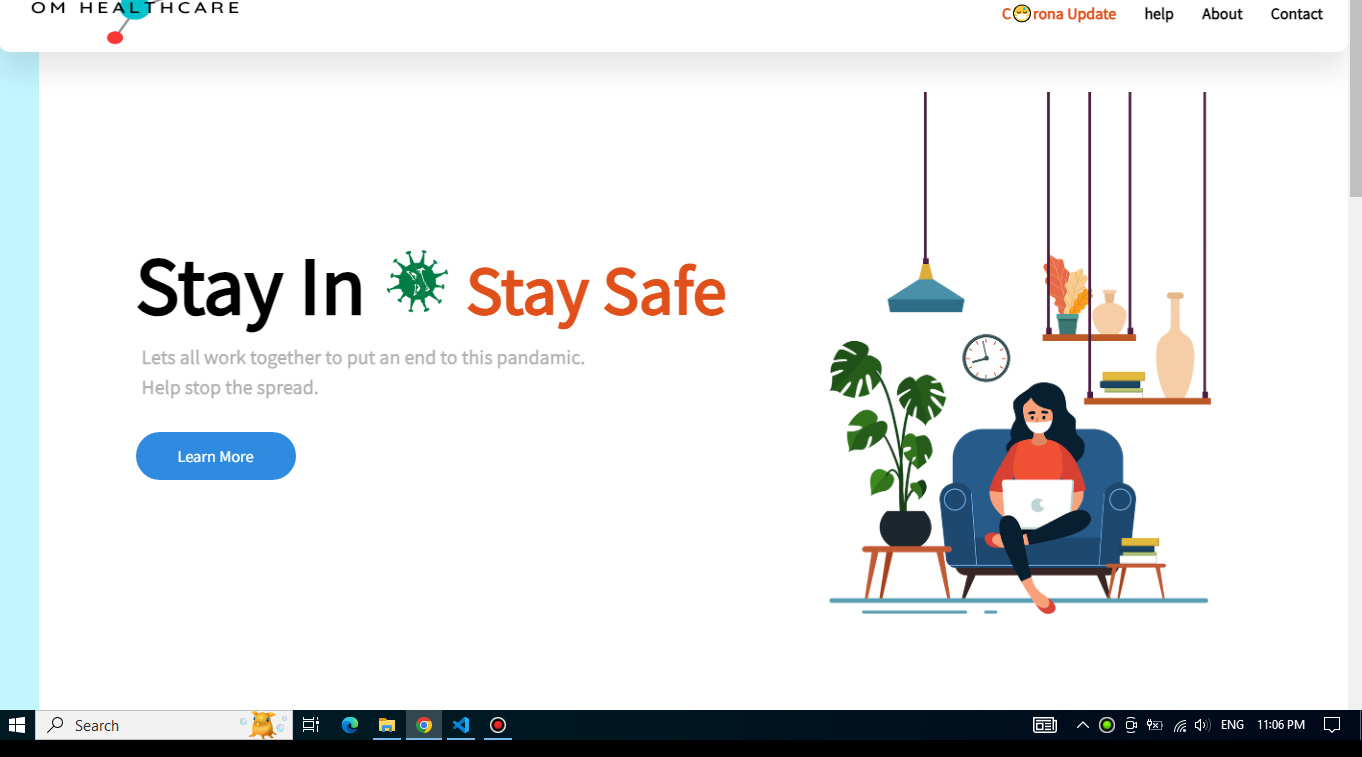 OM HEALTHCARE
C rona Update help About Contact
Stay In Stay Safe
Lets all work together to put an end to this pandamic.
Help stop the spread.
Learn More
Search
ENG 11:06 PM